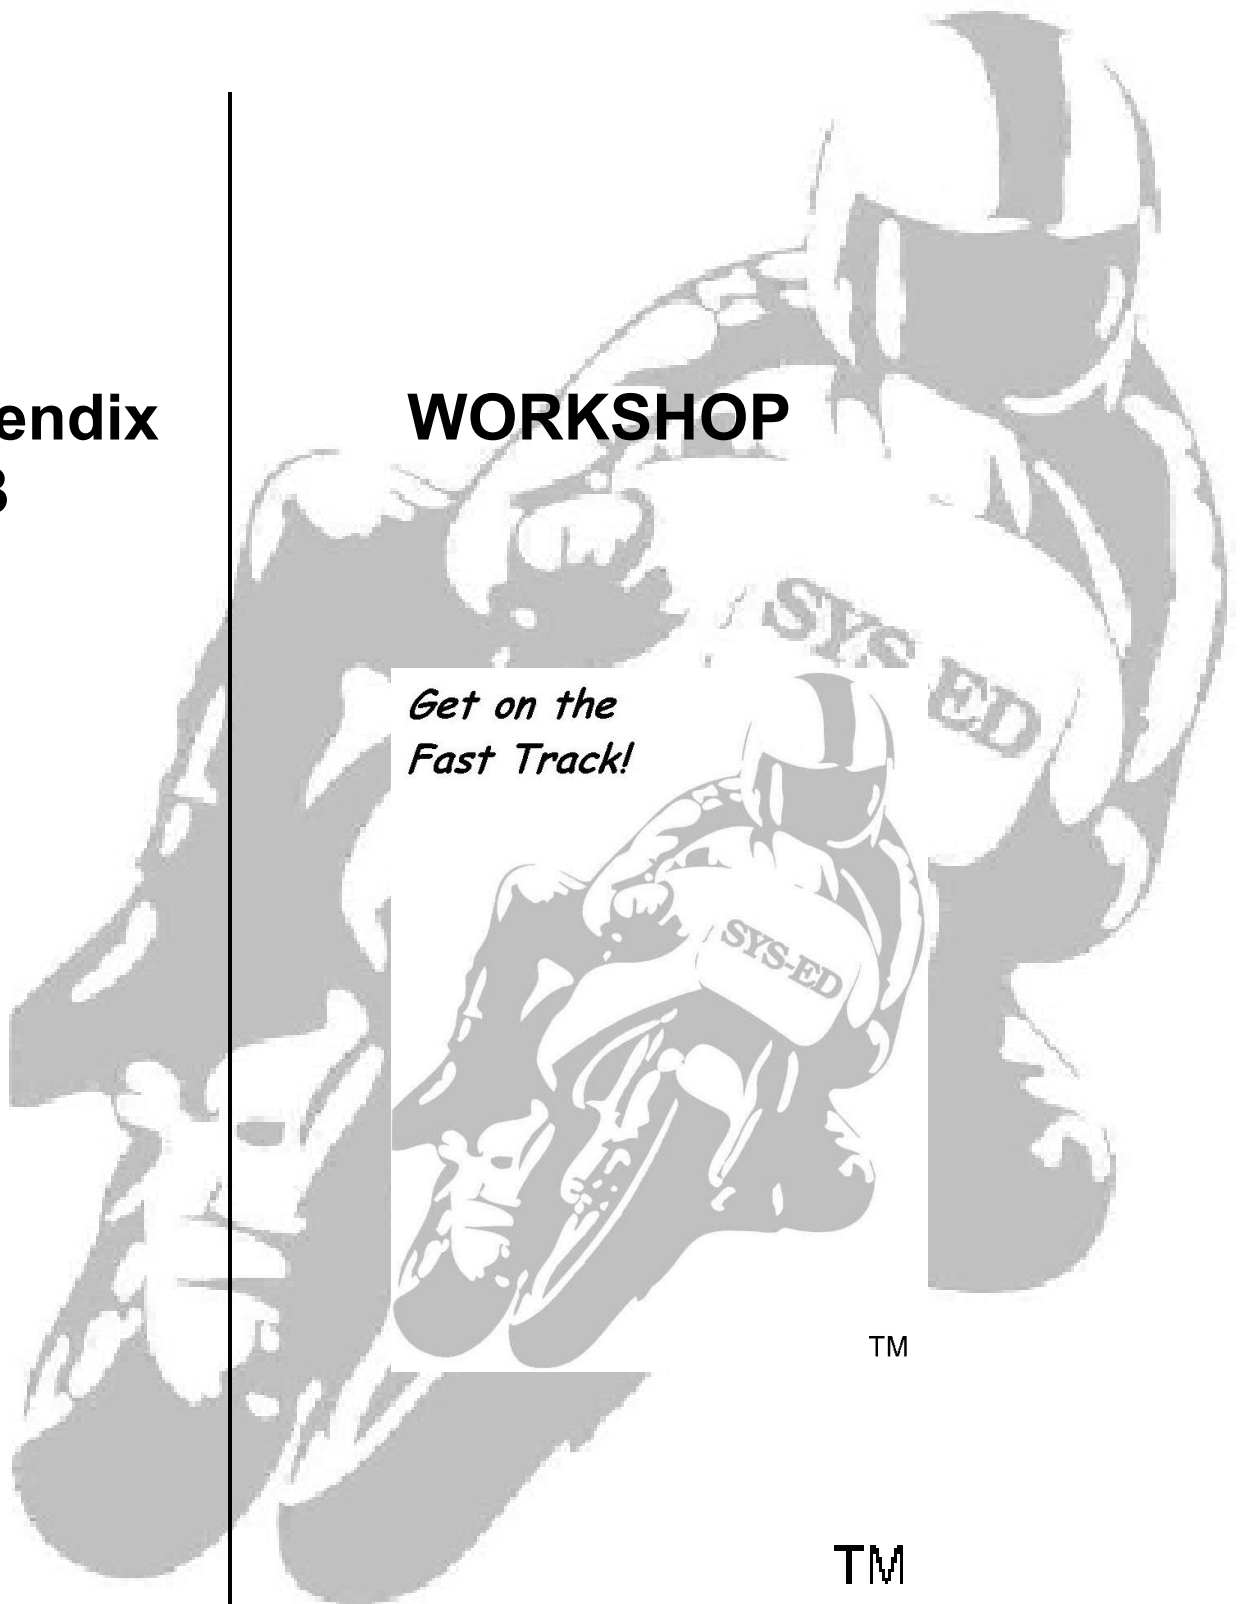 endix
WORKSHOP
SYS-ED
Get on the
Fast Track!
SYS-ED
TM
TM